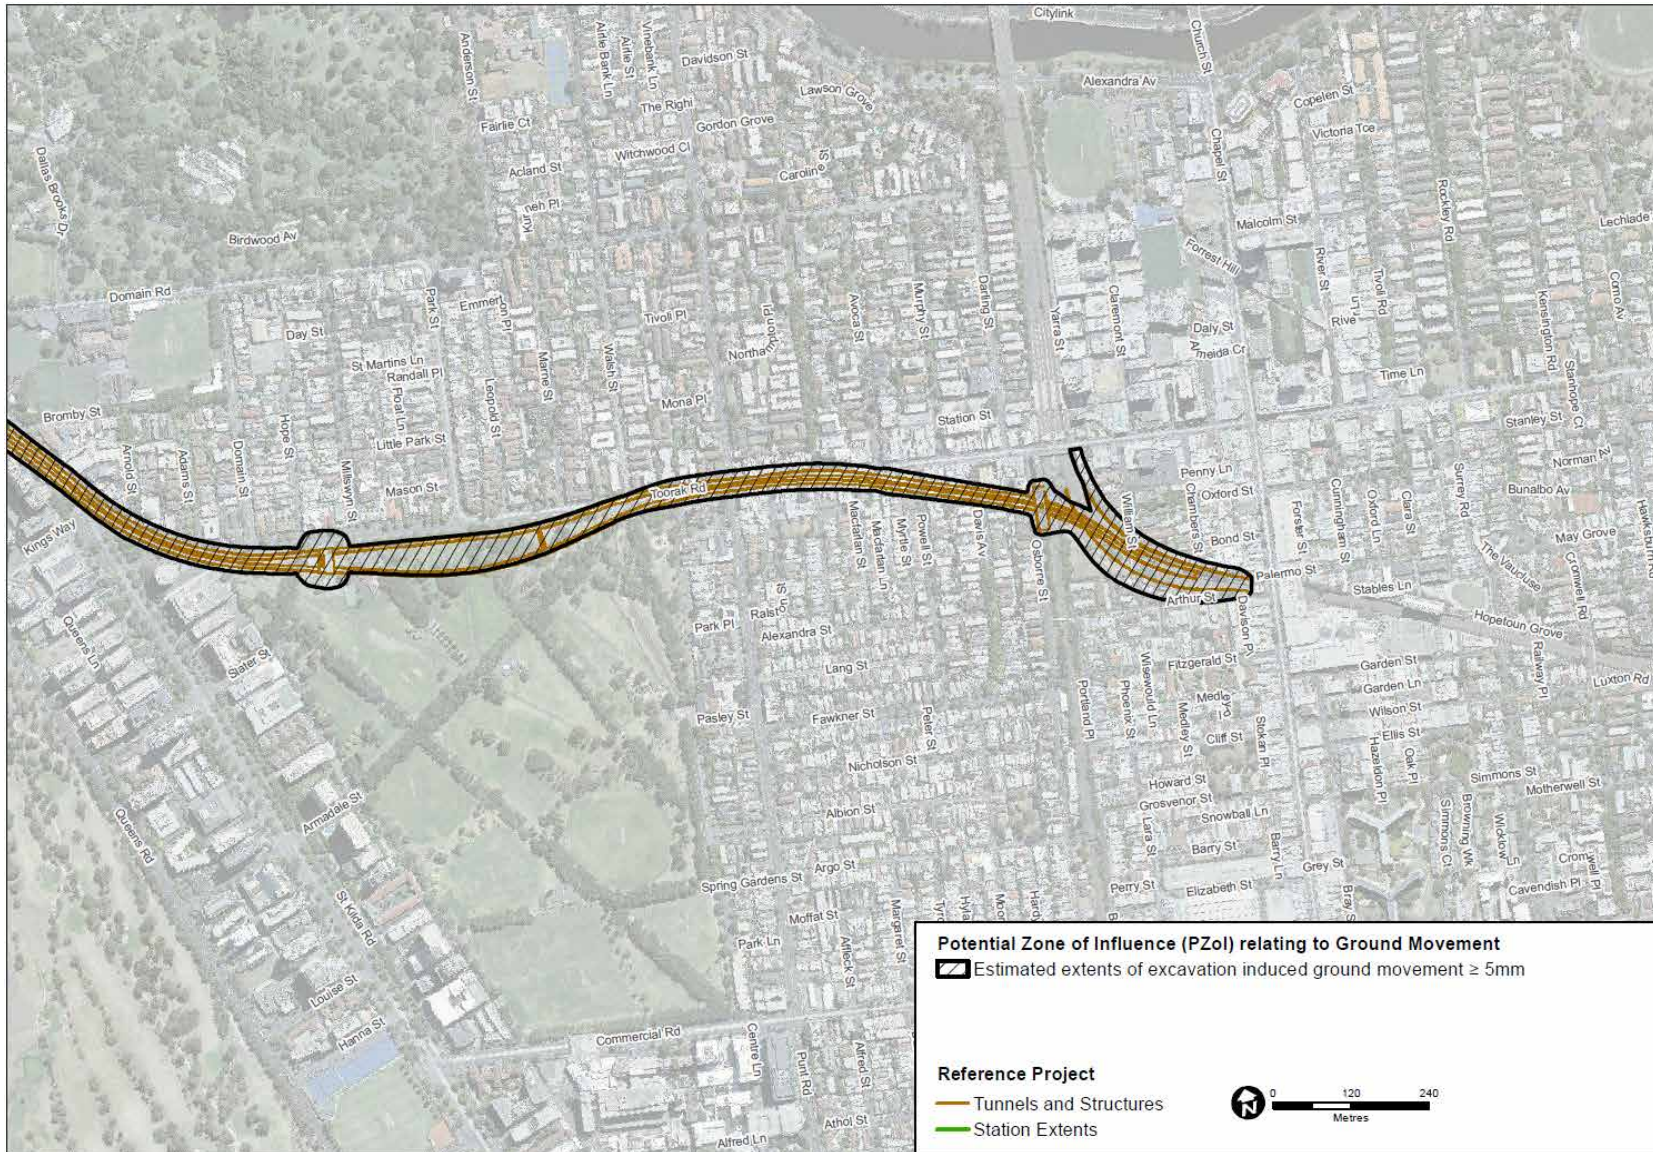 Citylink
Church St
Anderson St
Airlie Bank Ln
Airlie St
Vinebank Ln
Davidson St
Alexandra Av
Lawson Grove
Copelen St
The Righi
Gordon Grove
Fairlie Ct
Victoria Tce
Witchwood Cl
Chapel St
Dallas Brooks Dr
Acland St
Caroline St
Rockley Rd
Malcolm St
Lechlade
Birdwood Av
Forrest Hill
River St
Tivoli Rd
Como Av
Domain Rd
Park St
Emmerton Pl
Tivoli Pl
Avoca St
Murphy St
Darling St
Yarra St
Claremont St
Daly St
Almeida Cr
Kensington Rd
Day St
St Martins Ln
Randall Pl
Marne St
Walsh St
Time Ln
Stanhope Ct
Leopold St
Mona Pl
Bromby St
Hope St
Station St
Stanley St
Little Park St
Arnold St
Adams St
Domain St
Millswyn St
Mason St
Toorak Rd
Penny Ln
Norman Av
Oxford St
Surrey Rd
Bunalbo Av
Kings Way
Macfarlan St
Macfarlan Ln
Myrtle St
Powell St
Davis Av
William St
Chambers St
Bond St
Forster St
Cunningham St
Oxford Ln
Clara St
May Grove
Hawksburn Rd
Osborne St
The Vaucluse
Cromwell Rd
Palermo St
Stables Ln
Arthur St
Davison Pl
Hopetoun Grove
Queens Ln
Park Pl
Ralston St
Alexandra St
Slater St
Lang St
Fitzgerald St
Garden St
Railway Pl
Luxton Rd
Garden Ln
Wisewould Ln
Phoenix St
Portland Pl
Medley St
Wilson St
Pasley St
Fawkner St
Peter St
Cliff St
Stokan Pl
Ellis St
Hazeldon Pl
Oak Pl
Nicholson St
Howard St
Simmons St
Motherwell St
Grosvenor St
Armadale St
Albion St
Snowball Ln
Queens Rd
Lara St
Barry St
Barry Ln
Grey St
Simmons Ct
Browning Wk
Argo St
Spring Gardens St
Perry St
Elizabeth St
Cavendish Pl
St Kilda Rd
Moffat St
Margaret St
Park Ln
Affleck St
Louise St
Hanna St
Commercial Rd
Centre Ln
Punt Rd
Alfred St
Athol St
Alfred Ln
Potential Zone of Influence (PZoI) relating to Ground Movement
Estimated extents of excavation induced ground movement ≥ 5mm
Reference Project
Tunnels and Structures
Station Extents
N
0 120 240
Metres